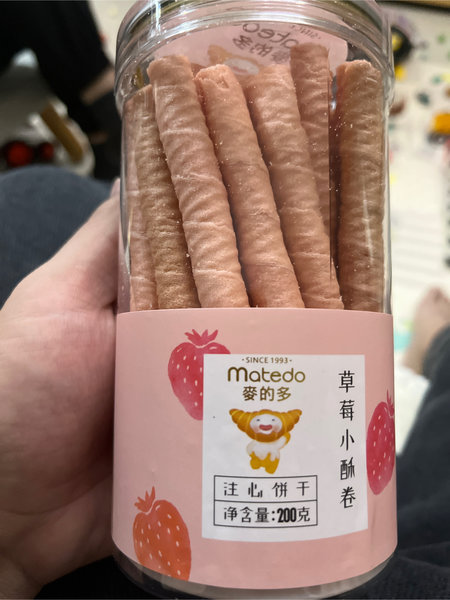 · SINCE 1993 ·
matedo
麥的多
草莓小酥卷
注心饼干
净含量:200克